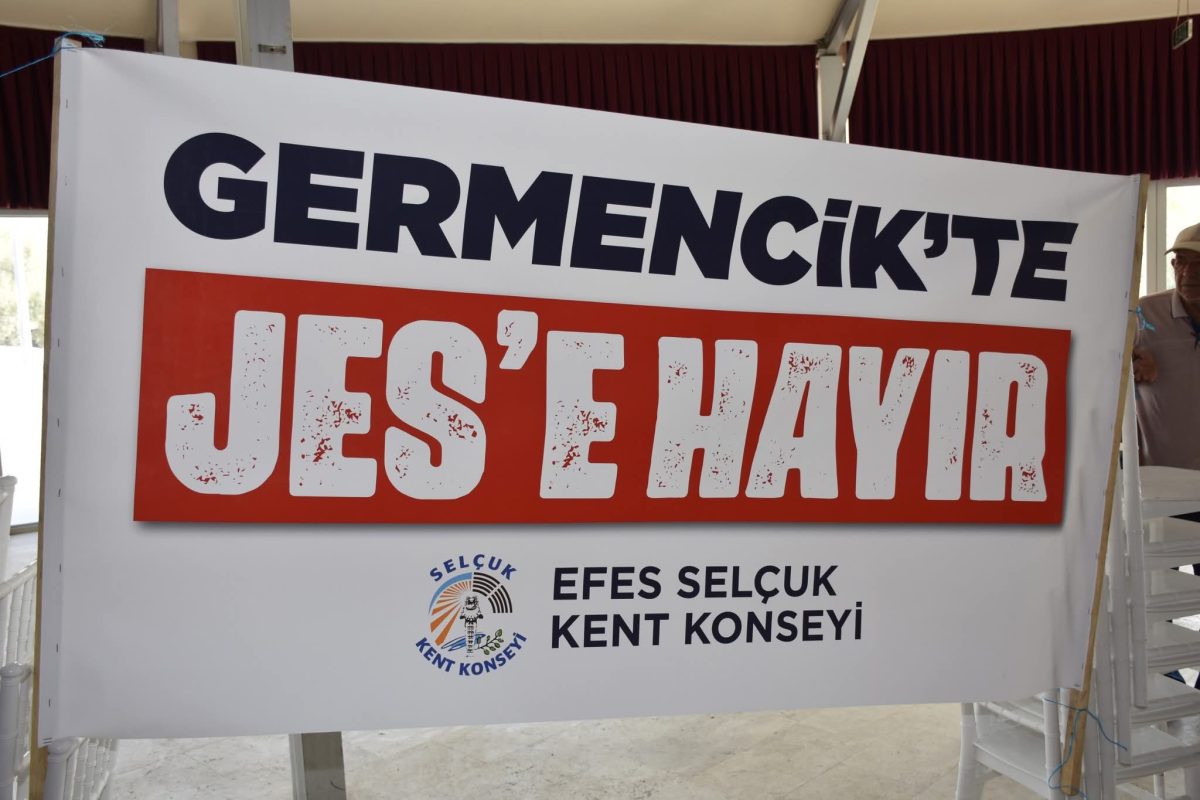 GERMENCİK'TE
JES'E HAYIR
SELÇUK
KENT KONSEYİ
EFES SELÇUK
KENT KONSEYİ